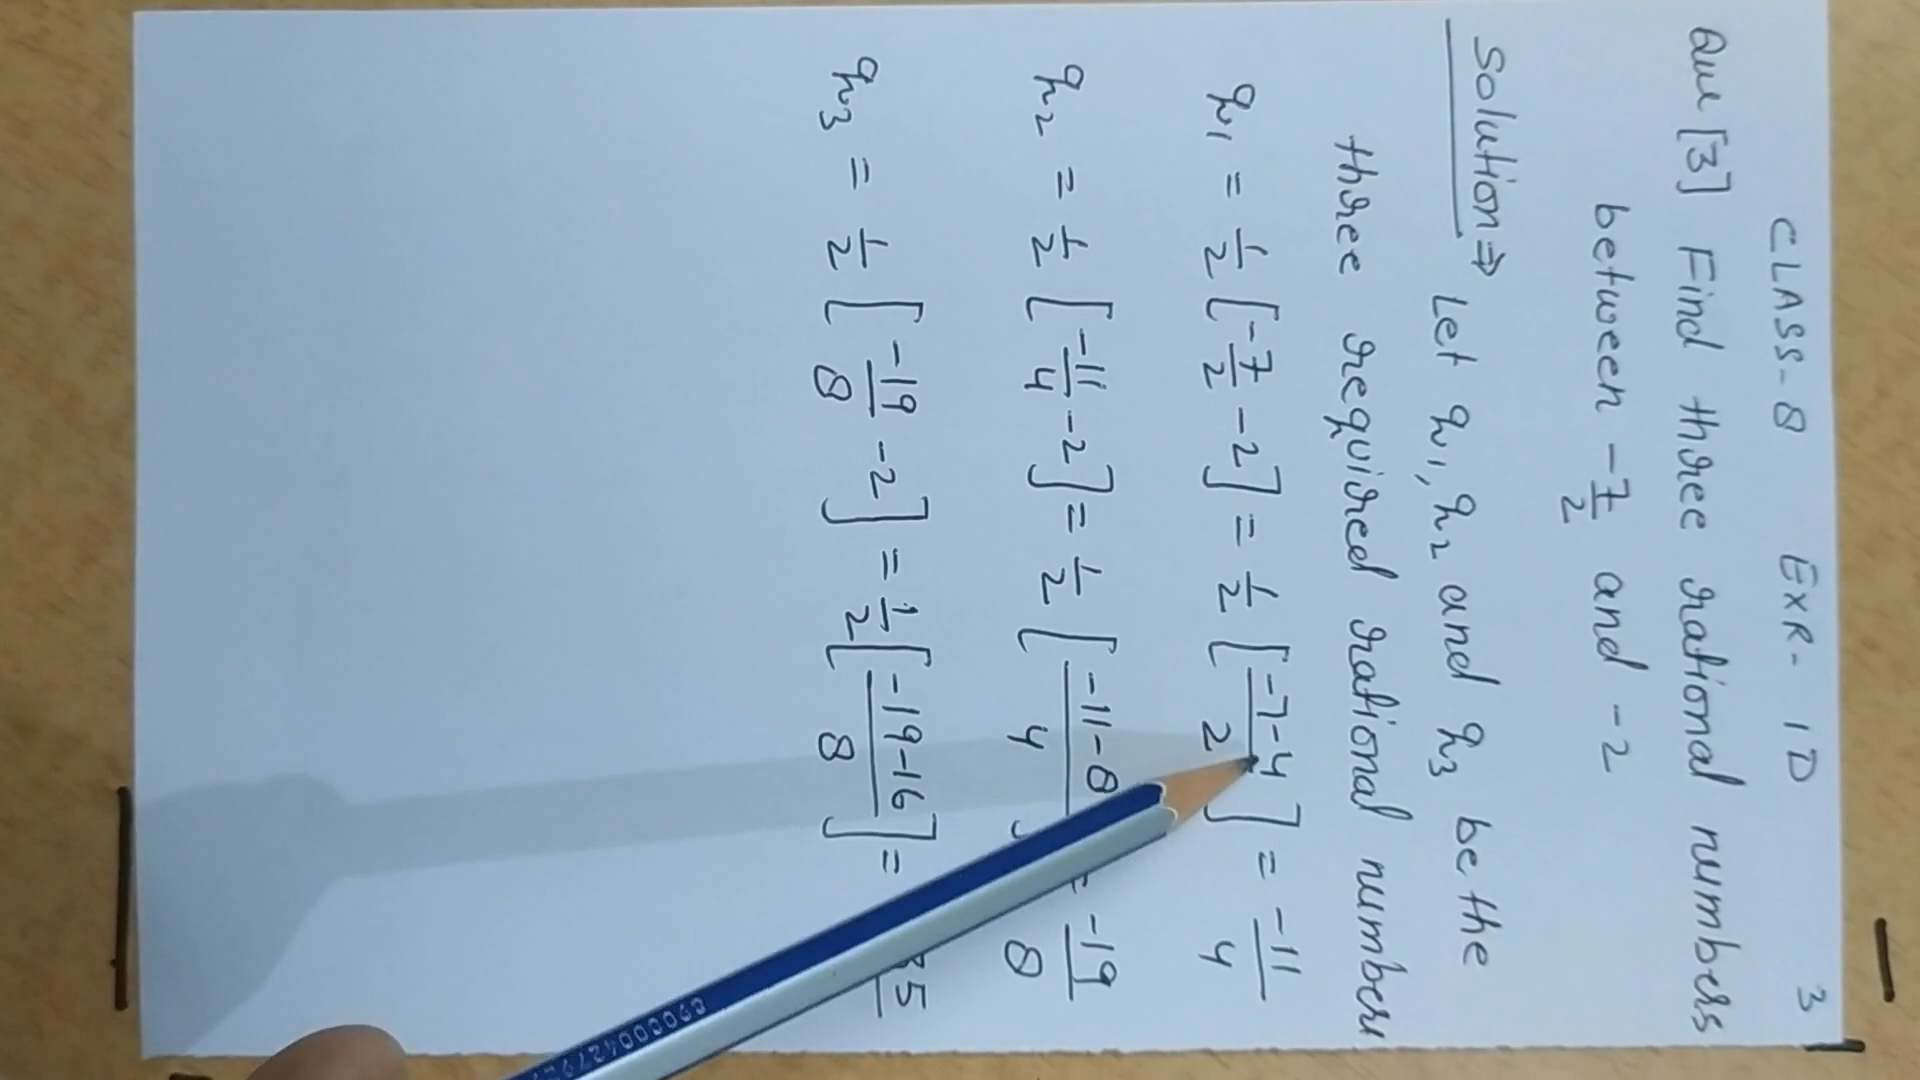 CLASS-8 EXR- 1D 3
Que [3] Find three rational numbers
between -7/2 and -2
Solution⇒ Let q1, q2 and q3 be the
three required rational numbers
q1 = 1/2 [-7/2 -2] = 1/2 [-7-4/2] = -11/4
q2 = 1/2 [-11/4 -2] = 1/2 [-11-8/4] = -19/8
q3 = 1/2 [-19/8 -2] = 1/2 [-19-16/8] =